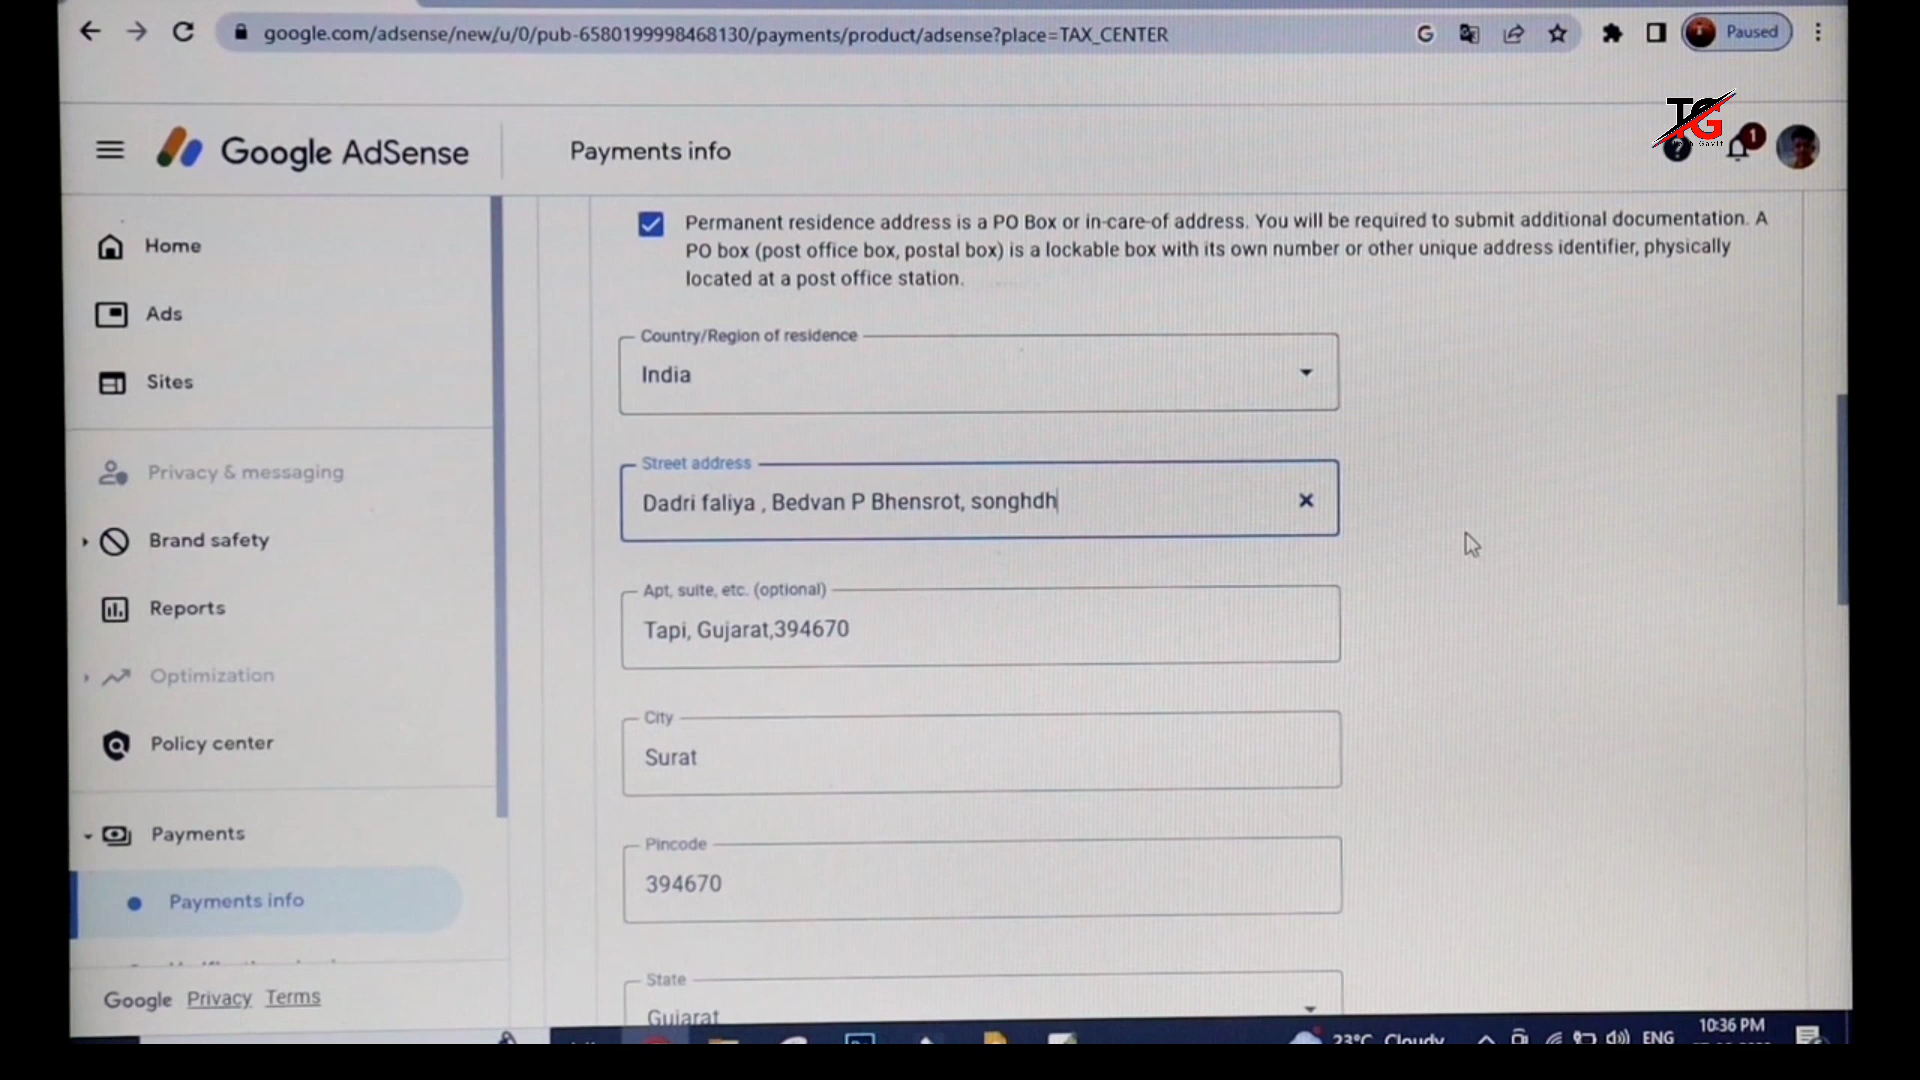 google.com/adsense/new/u/0/pub-6580199998468130/payments/product/adsense?place=TAX_CENTER
Paused
Google AdSense
Payments info
TG
1
Home
Ads
Sites
Privacy & messaging
Brand safety
Reports
Optimization
Policy center
Payments
Payments info
Google Privacy Terms
Permanent residence address is a PO Box or in-care-of address. You will be required to submit additional documentation. A
PO box (post office box, postal box) is a lockable box with its own number or other unique address identifier, physically
located at a post office station.
Country/Region of residence
India
Street address
Dadri faliya , Bedvan P Bhensrot, songhdh
Apt, suite, etc. (optional)
Tapi, Gujarat,394670
City
Surat
Pincode
394670
State
Gujarat
23°C Cloudy
ENG
10:36 PM